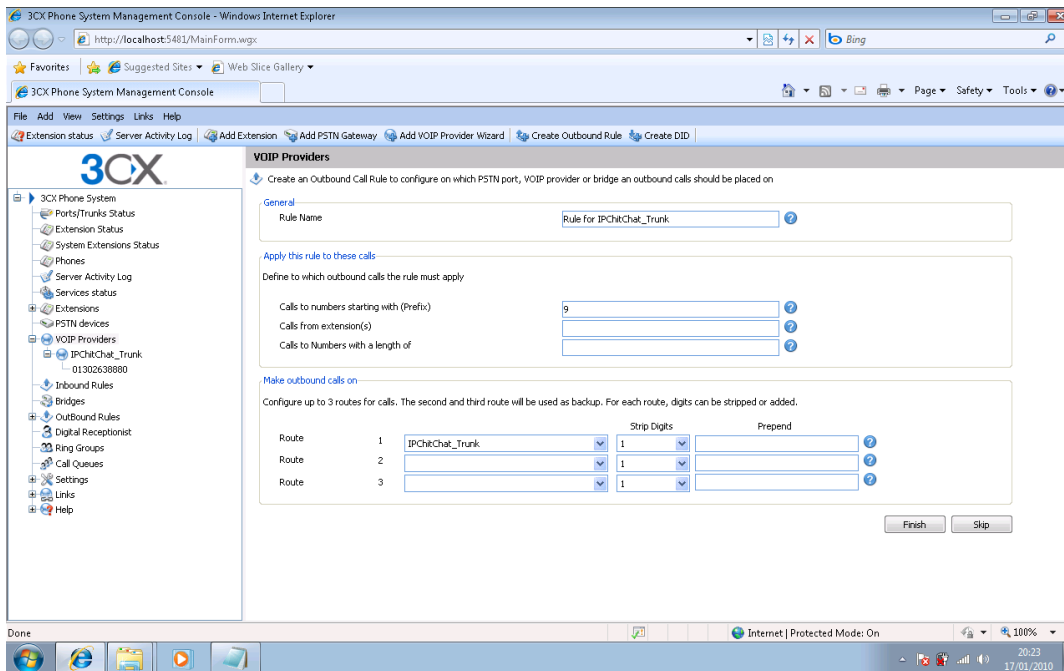 3CX Phone System Management Console - Windows Internet Explorer
http://localhost:5481/MainForm.wgx
Bing
Favorites Suggested Sites Web Slice Gallery
3CX Phone System Management Console
Page Safety Tools
File Add View Settings Links Help
Extension status Server Activity Log Add Extension Add PSTN Gateway Add VOIP Provider Wizard Create Outbound Rule Create DID
3CX
3CX Phone System
Ports/Trunks Status
Extension Status
System Extensions Status
Phones
Server Activity Log
Services status
Extensions
PSTN devices
VOIP Providers
IPChitChat_Trunk
01302638880
Inbound Rules
Bridges
OutBound Rules
Digital Receptionist
Ring Groups
Call Queues
Settings
Links
Help
VOIP Providers
Create an Outbound Call Rule to configure on which PSTN port, VOIP provider or bridge an outbound calls should be placed on
General
Rule Name Rule for IPChitChat_Trunk
Apply this rule to these calls
Define to which outbound calls the rule must apply
Calls to numbers starting with (Prefix) 9
Calls from extension(s)
Calls to Numbers with a length of
Make outbound calls on
Configure up to 3 routes for calls. The second and third route will be used as backup. For each route, digits can be stripped or added.
Strip Digits Prepend
Route 1 IPChitChat_Trunk 1
Route 2 1
Route 3 1
Finish Skip
Done Internet | Protected Mode: On 100%
20:23
17/01/2010